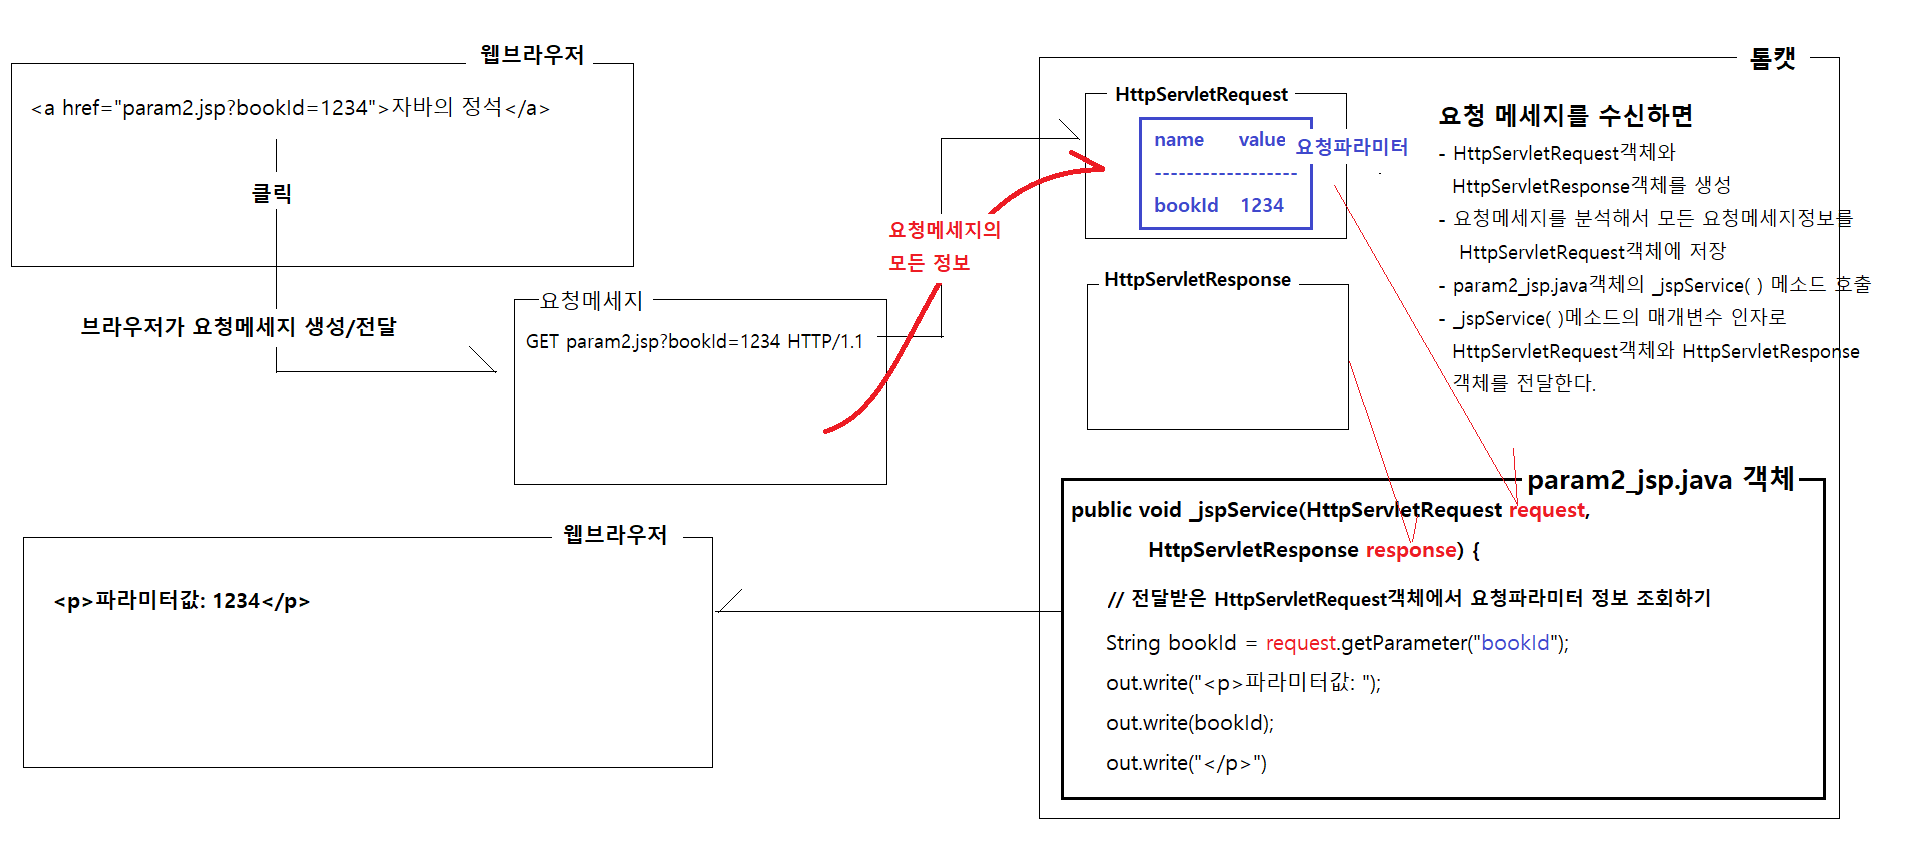 웹브라우저
<a href="param2.jsp?bookId=1234">자바의 정석</a>
클릭
브라우저가 요청메세지 생성/전달
요청메세지
GET param2.jsp?bookId=1234 HTTP/1.1
요청메세지의
모든 정보
톰캣
HttpServletRequest
name value
-------------------
bookId 1234
요청파라미터
HttpServletResponse
요청 메세지를 수신하면
- HttpServletRequest객체와
HttpServletResponse객체를 생성
- 요청메세지를 분석해서 모든 요청메세지정보를
HttpServletRequest객체에 저장
- param2_jsp.java객체의 _jspService( ) 메소드 호출
- _jspService( )메소드의 매개변수 인자로
HttpServletRequest객체와 HttpServletResponse
객체를 전달한다.
param2_jsp.java 객체
public void _jspService(HttpServletRequest request,
HttpServletResponse response) {
// 전달받은 HttpServletRequest객체에서 요청파라미터 정보 조회하기
String bookId = request.getParameter("bookId");
out.write("<p>파라미터값: ");
out.write(bookId);
out.write("</p>")
웹브라우저
<p>파라미터값: 1234</p>